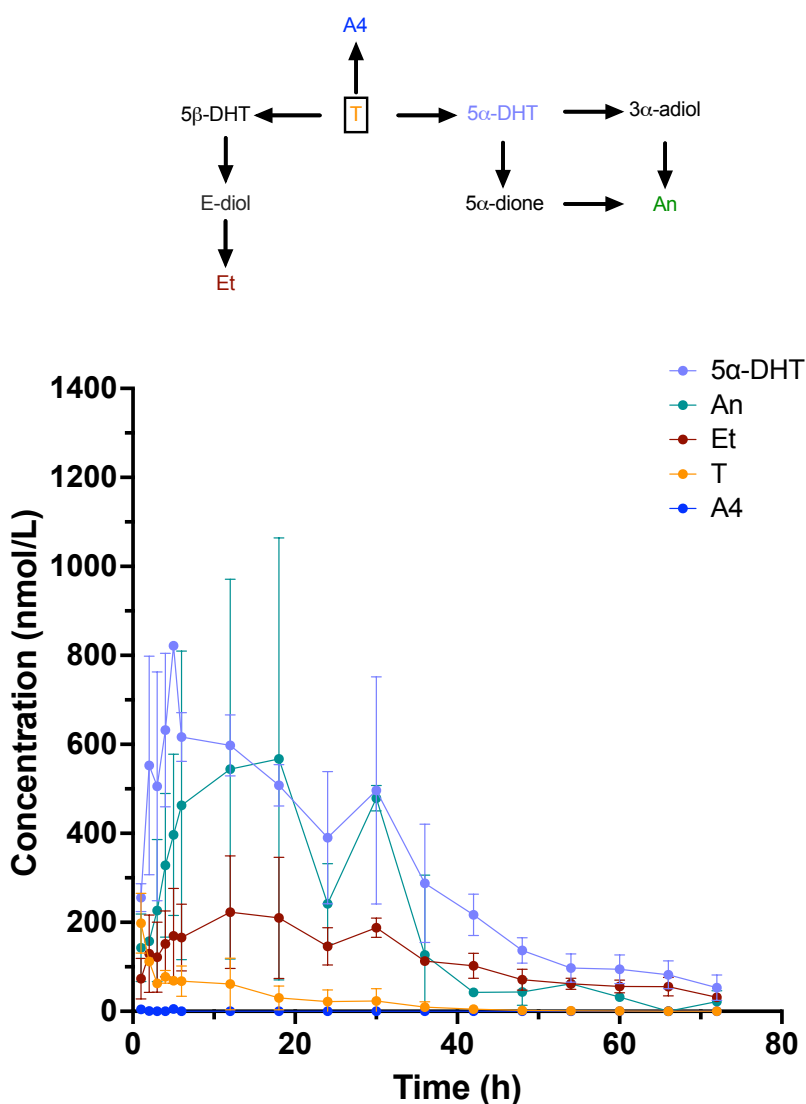 A4
5β-DHT T 5α-DHT 3α-adiol
E-diol 5α-dione An
Et
5α-DHT
An
Et
T
A4
1400
1200
1000
800
600
400
200
0
Concentration (nmol/L)
0 20 40 60 80
Time (h)